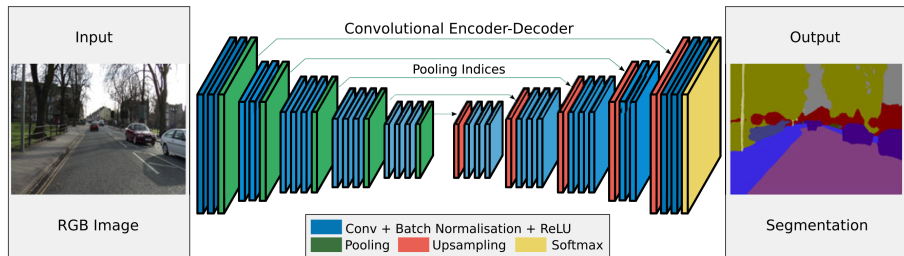 Input
RGB Image
Convolutional Encoder-Decoder
Pooling Indices
Conv + Batch Normalisation + ReLU
Pooling Upsampling Softmax
Output
Segmentation